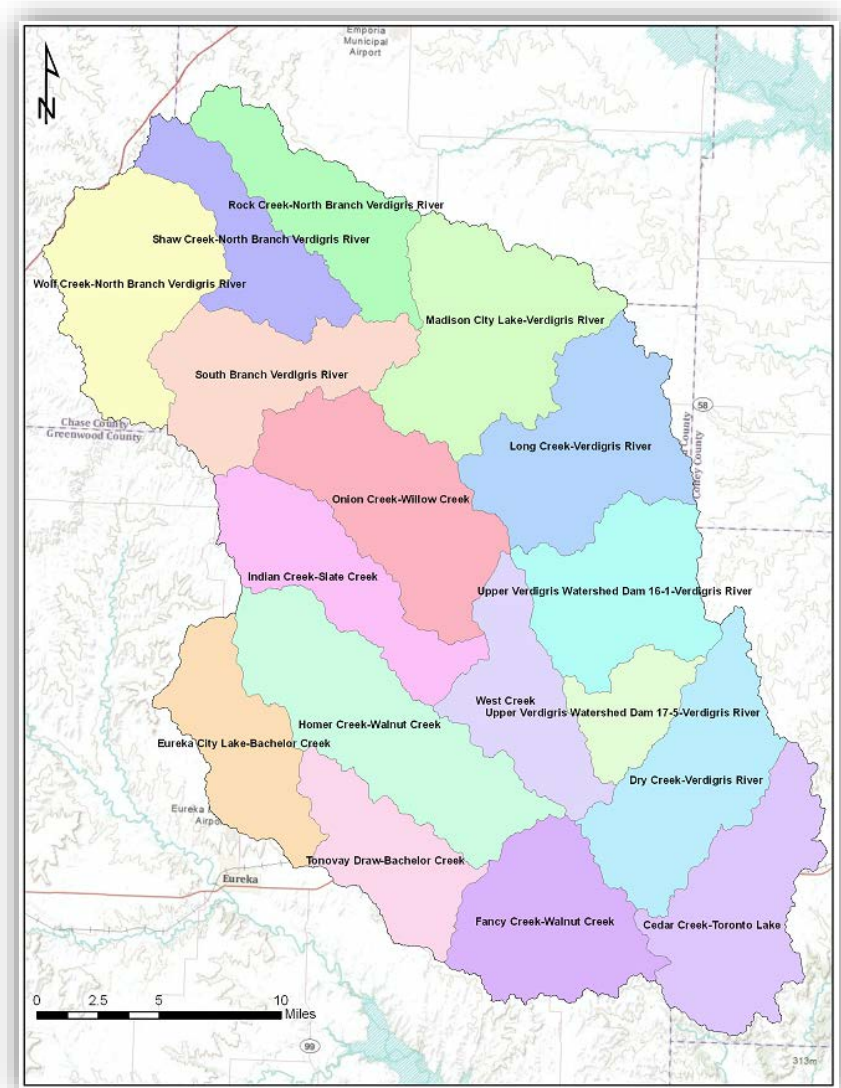 Emporia
Municipal
Airport
N
Rock Creek-North Branch Verdigris River
Shaw Creek-North Branch Verdigris River
Wolf Creek-North Branch Verdigris River
Madison City Lake-Verdigris River
South Branch Verdigris River
58
Chase County
Greenwood County
Long Creek-Verdigris River
Coffey County
Onion Creek-Willow Creek
Indian Creek-Slate Creek
Upper Verdigris Watershed Dam 16-1-Verdigris River
West Creek
Upper Verdigris Watershed Dam 17-5-Verdigris River
Homer Creek-Walnut Creek
Eureka City Lake-Bachelor Creek
Dry Creek-Verdigris River
Eureka
Tonovay Draw-Bachelor Creek
Eureka
Fancy Creek-Walnut Creek
Cedar Creek-Toronto Lake
0 2.5 5 10
Miles
99
313m